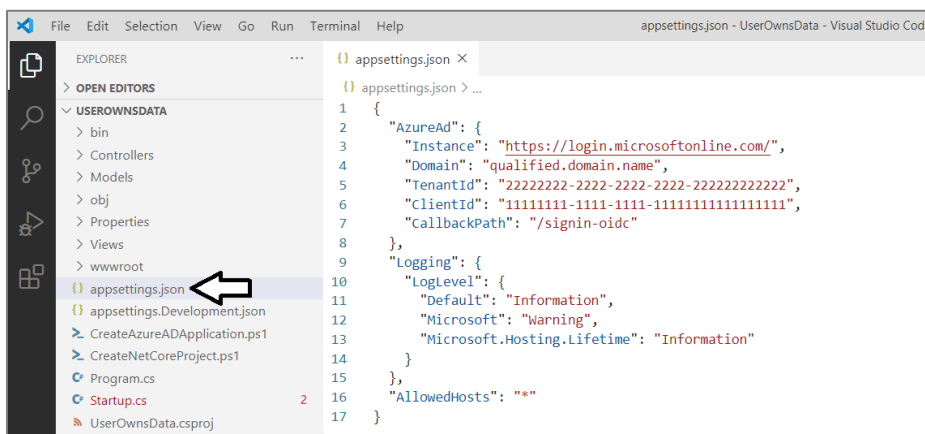 File Edit Selection View Go Run Terminal Help appsettings.json - UserOwnsData - Visual Studio Cod
EXPLORER ...
OPEN EDITORS
USEROWNSDATA
bin
Controllers
Models
obj
Properties
Views
wwwroot
appsettings.json
appsettings.Development.json
CreateAzureADApplication.ps1
CreateNetCoreProject.ps1
Program.cs
Startup.cs 2
UserOwnsData.csproj
{} appsettings.json ×
{} appsettings.json > ...
1 {
2 "AzureAd": {
3 "Instance": "https://login.microsoftonline.com/",
4 "Domain": "qualified.domain.name",
5 "TenantId": "22222222-2222-2222-2222-222222222222",
6 "ClientId": "11111111-1111-1111-11111111111111111",
7 "CallbackPath": "/signin-oidc"
8 },
9 "Logging": {
10 "LogLevel": {
11 "Default": "Information",
12 "Microsoft": "Warning",
13 "Microsoft.Hosting.Lifetime": "Information"
14 }
15 },
16 "AllowedHosts": "*"
17 }